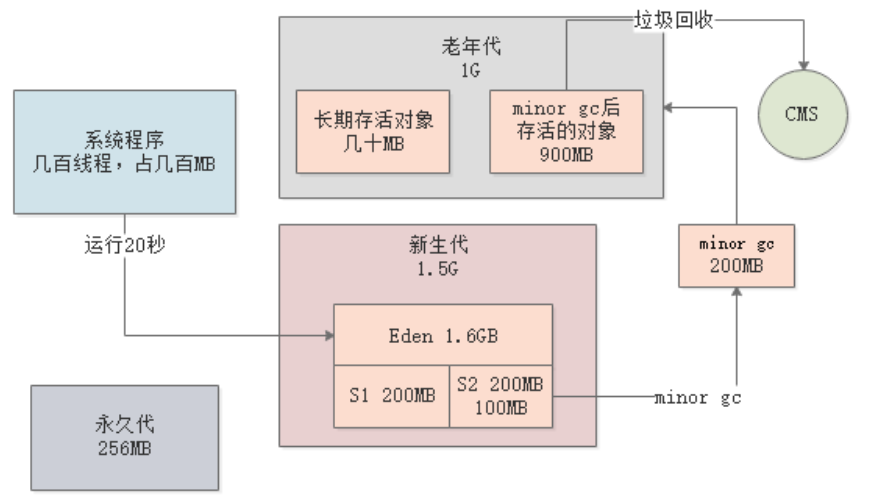 垃圾回收
老年代
1G
长期存活对象
几十MB
minor gc后
存活的对象
900MB
CMS
系统程序
几百线程，占几百MB
运行20秒
新生代
1.5G
Eden 1.6GB
S1 200MB
S2 200MB
100MB
minor gc
200MB
minor gc
永久代
256MB